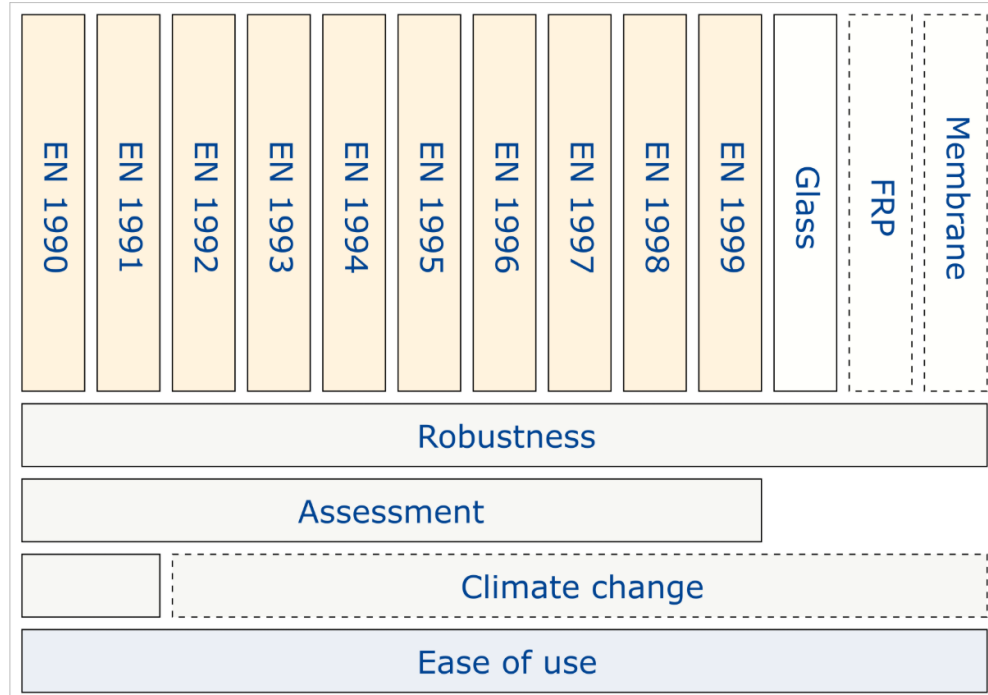 EN 1990
EN 1991
EN 1992
EN 1993
EN 1994
EN 1995
EN 1996
EN 1997
EN 1998
EN 1999
Glass
FRP
Membrane
Robustness
Assessment
Climate change
Ease of use